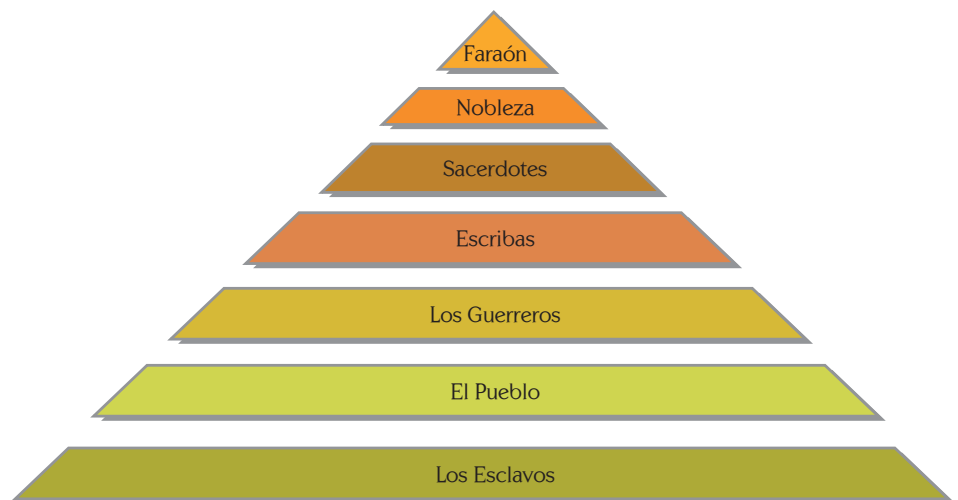 Faraón
Nobleza
Sacerdotes
Escribas
Los Guerreros
El Pueblo
Los Esclavos